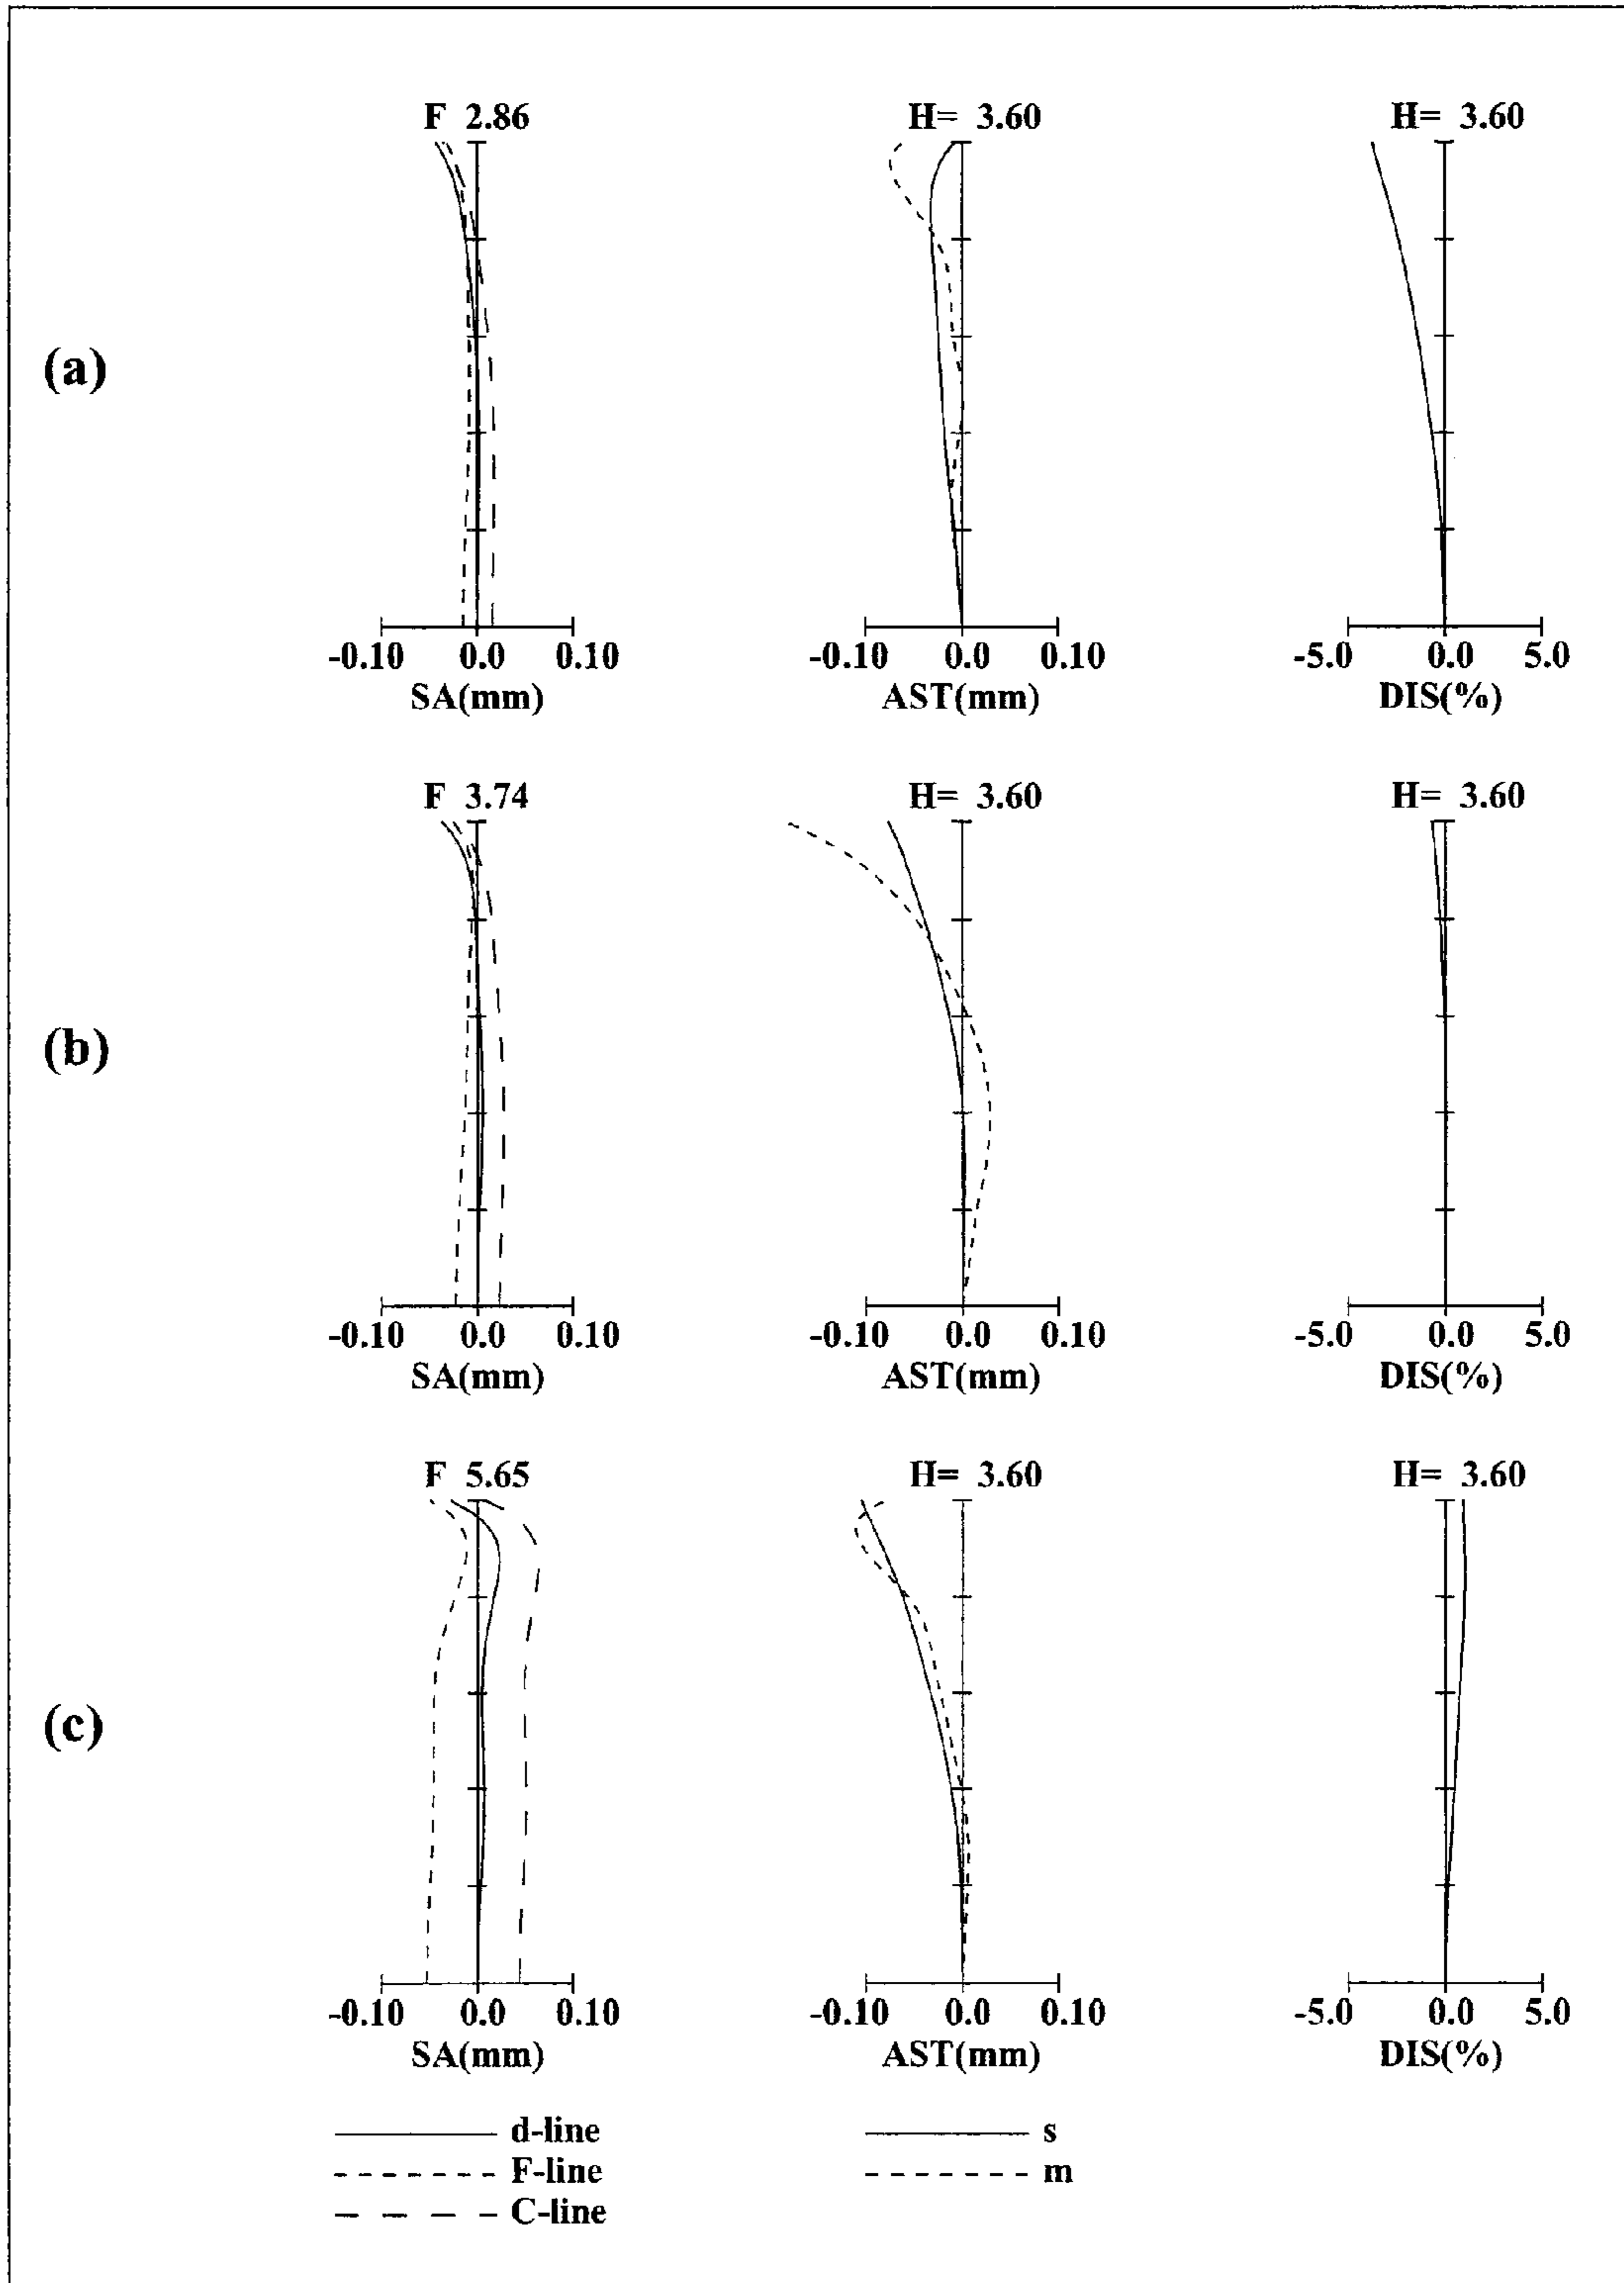 F 2.86 H= 3.60 H= 3.60
(a)
-0.10 0.0 0.10 -0.10 0.0 0.10 -5.0 0.0 5.0
SA(mm) AST(mm) DIS(%)
F 3.74 H= 3.60 H= 3.60
(b)
-0.10 0.0 0.10 -0.10 0.0 0.10 -5.0 0.0 5.0
SA(mm) AST(mm) DIS(%)
F 5.65 H= 3.60 H= 3.60
(c)
-0.10 0.0 0.10 -0.10 0.0 0.10 -5.0 0.0 5.0
SA(mm) AST(mm) DIS(%)
d-line s
F-line m
C-line